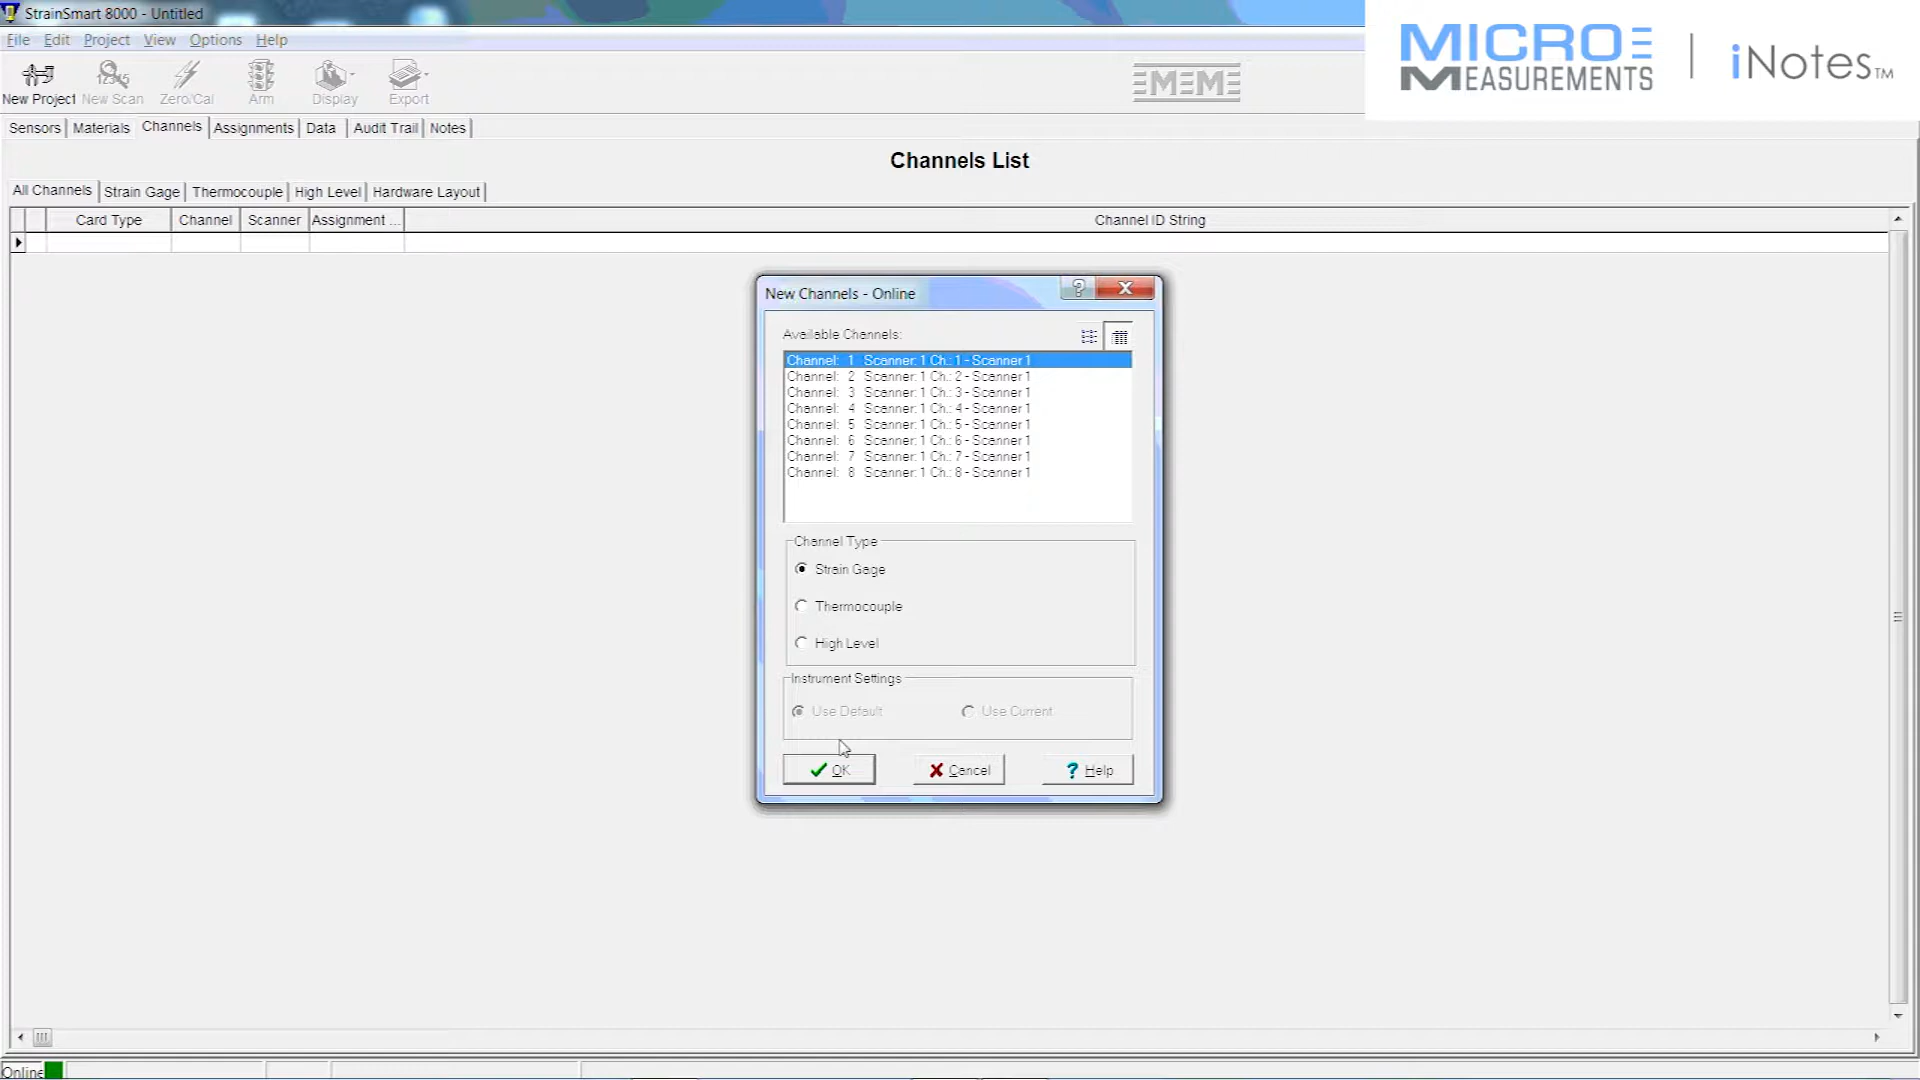 StrainSmart 8000 - Untitled
MICRO
MEASUREMENTS | iNotes™
File Edit Project View Options Help
New Project New Scan Zero/Cal Arm Display Export
Sensors Materials Channels Assignments Data Audit Trail Notes
Channels List
All Channels Strain Gage Thermocouple High Level Hardware Layout
Card Type Channel Scanner Assignment ... Channel ID String
New Channels - Online
Available Channels:
Channel: 1 Scanner: 1 Ch.: 1 - Scanner 1
Channel: 2 Scanner: 1 Ch.: 2 - Scanner 1
Channel: 3 Scanner: 1 Ch.: 3 - Scanner 1
Channel: 4 Scanner: 1 Ch.: 4 - Scanner 1
Channel: 5 Scanner: 1 Ch.: 5 - Scanner 1
Channel: 6 Scanner: 1 Ch.: 6 - Scanner 1
Channel: 7 Scanner: 1 Ch.: 7 - Scanner 1
Channel: 8 Scanner: 1 Ch.: 8 - Scanner 1
Channel Type
Strain Gage
Thermocouple
High Level
Instrument Settings
Use Default Use Current
OK Cancel ? Help
Online